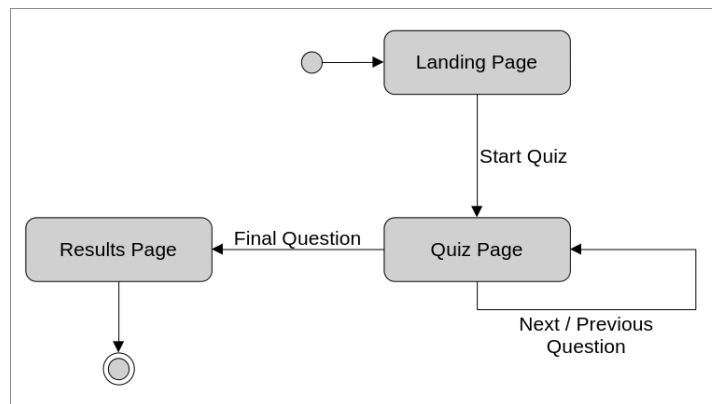 Landing Page
Start Quiz
Results Page
Final Question
Quiz Page
Next / Previous
Question